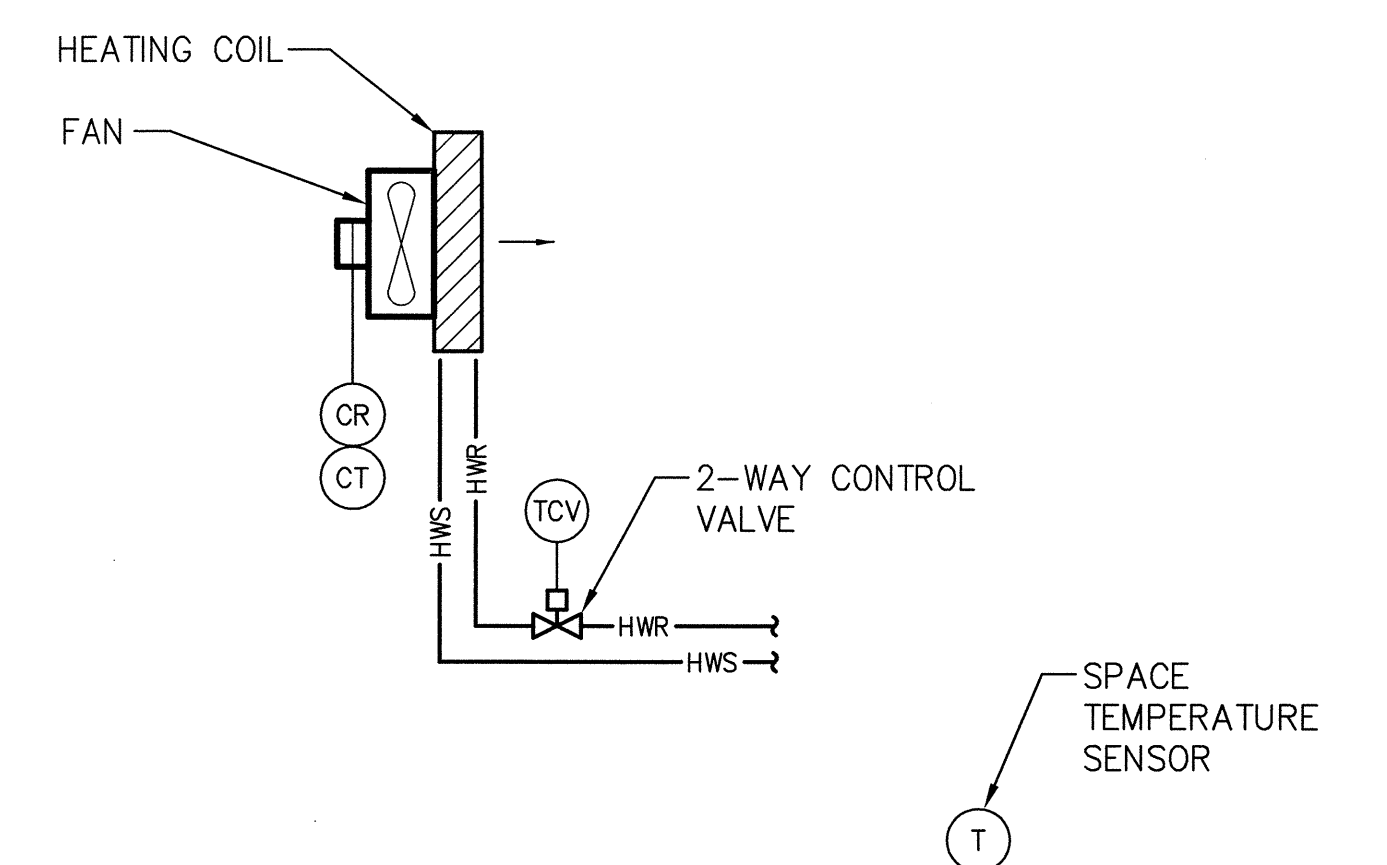 HEATING COIL
FAN
CR
CT
HWR
HWS
TCV
2-WAY CONTROL
VALVE
HWR
HWS
SPACE
TEMPERATURE
SENSOR
T